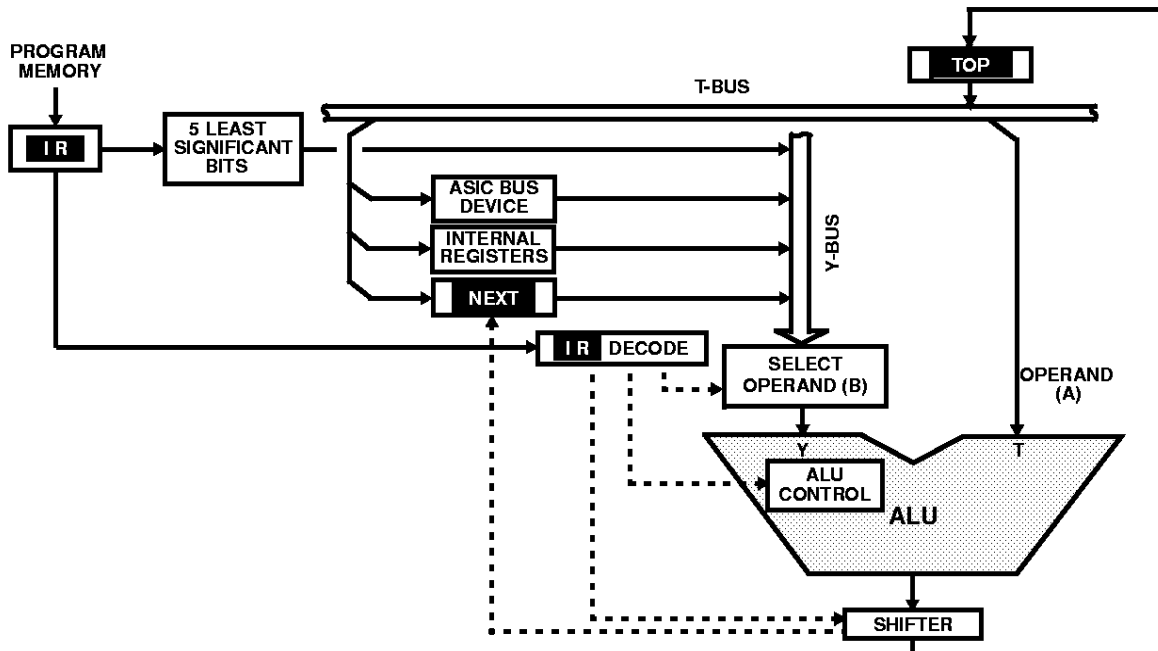 PROGRAM
MEMORY
TOP
T-BUS
IR
5 LEAST
SIGNIFICANT
BITS
ASIC BUS
DEVICE
INTERNAL
REGISTERS
Y-BUS
NEXT
IR DECODE
SELECT
OPERAND (B)
OPERAND
(A)
Y
T
ALU
CONTROL
ALU
SHIFTER